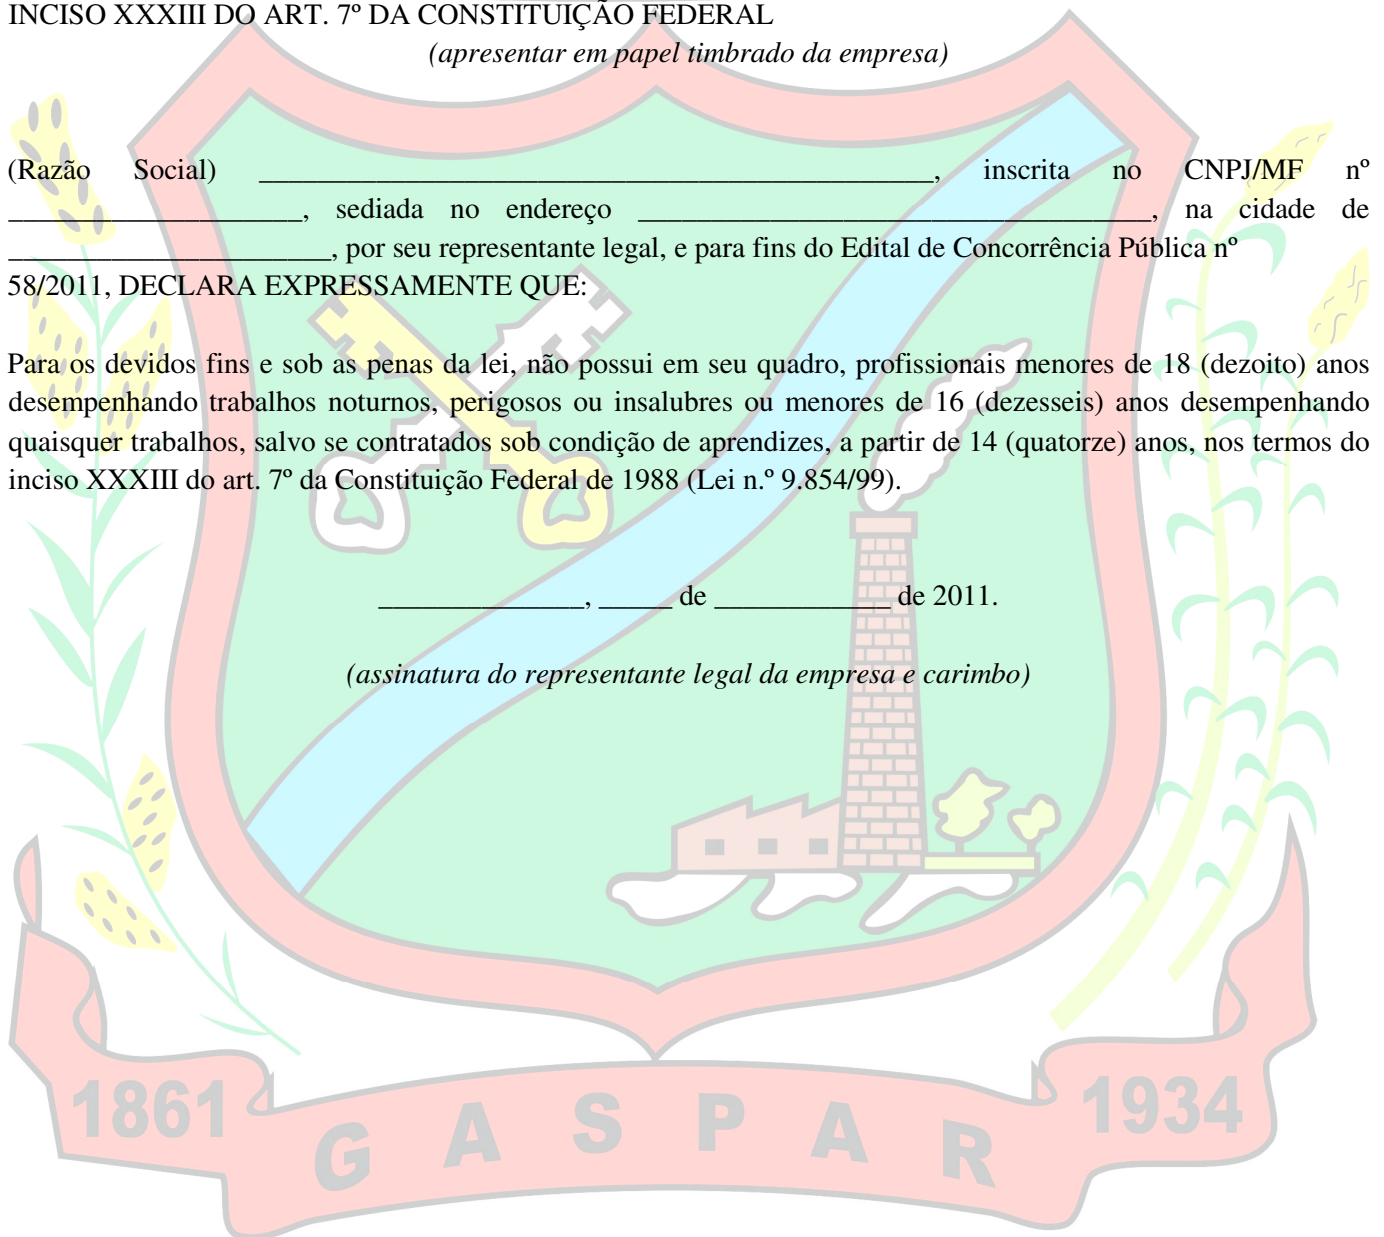 INCISO XXXIII DO ART. 7º DA CONSTITUIÇÃO FEDERAL
(apresentar em papel timbrado da empresa)
(Razão Social) ______________________________________________, inscrita no CNPJ/MF nº
____________________, sediada no endereço ___________________________________, na cidade de
______________________, por seu representante legal, e para fins do Edital de Concorrência Pública nº
58/2011, DECLARA EXPRESSAMENTE QUE:
Para os devidos fins e sob as penas da lei, não possui em seu quadro, profissionais menores de 18 (dezoito) anos
desempenhando trabalhos noturnos, perigosos ou insalubres ou menores de 16 (dezesseis) anos desempenhando
quaisquer trabalhos, salvo se contratados sob condição de aprendizes, a partir de 14 (quatorze) anos, nos termos do
inciso XXXIII do art. 7º da Constituição Federal de 1988 (Lei n.º 9.854/99).
______________, _____ de ____________ de 2011.
(assinatura do representante legal da empresa e carimbo)
1861 GASPAR 1934